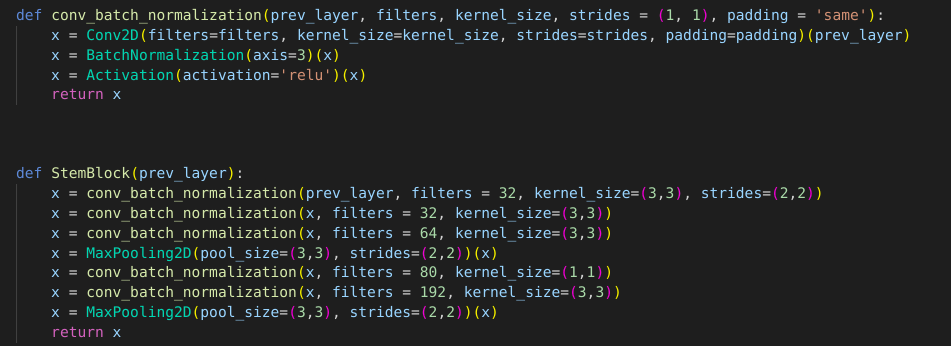 def conv_batch_normalization(prev_layer, filters, kernel_size, strides = (1, 1), padding = 'same'):
    x = Conv2D(filters=filters, kernel_size=kernel_size, strides=strides, padding=padding)(prev_layer)
    x = BatchNormalization(axis=3)(x)
    x = Activation(activation='relu')(x)
    return x
def StemBlock(prev_layer):
    x = conv_batch_normalization(prev_layer, filters = 32, kernel_size=(3,3), strides=(2,2))
    x = conv_batch_normalization(x, filters = 32, kernel_size=(3,3))
    x = conv_batch_normalization(x, filters = 64, kernel_size=(3,3))
    x = MaxPooling2D(pool_size=(3,3), strides=(2,2))(x)
    x = conv_batch_normalization(x, filters = 80, kernel_size=(1,1))
    x = conv_batch_normalization(x, filters = 192, kernel_size=(3,3))
    x = MaxPooling2D(pool_size=(3,3), strides=(2,2))(x)
    return x